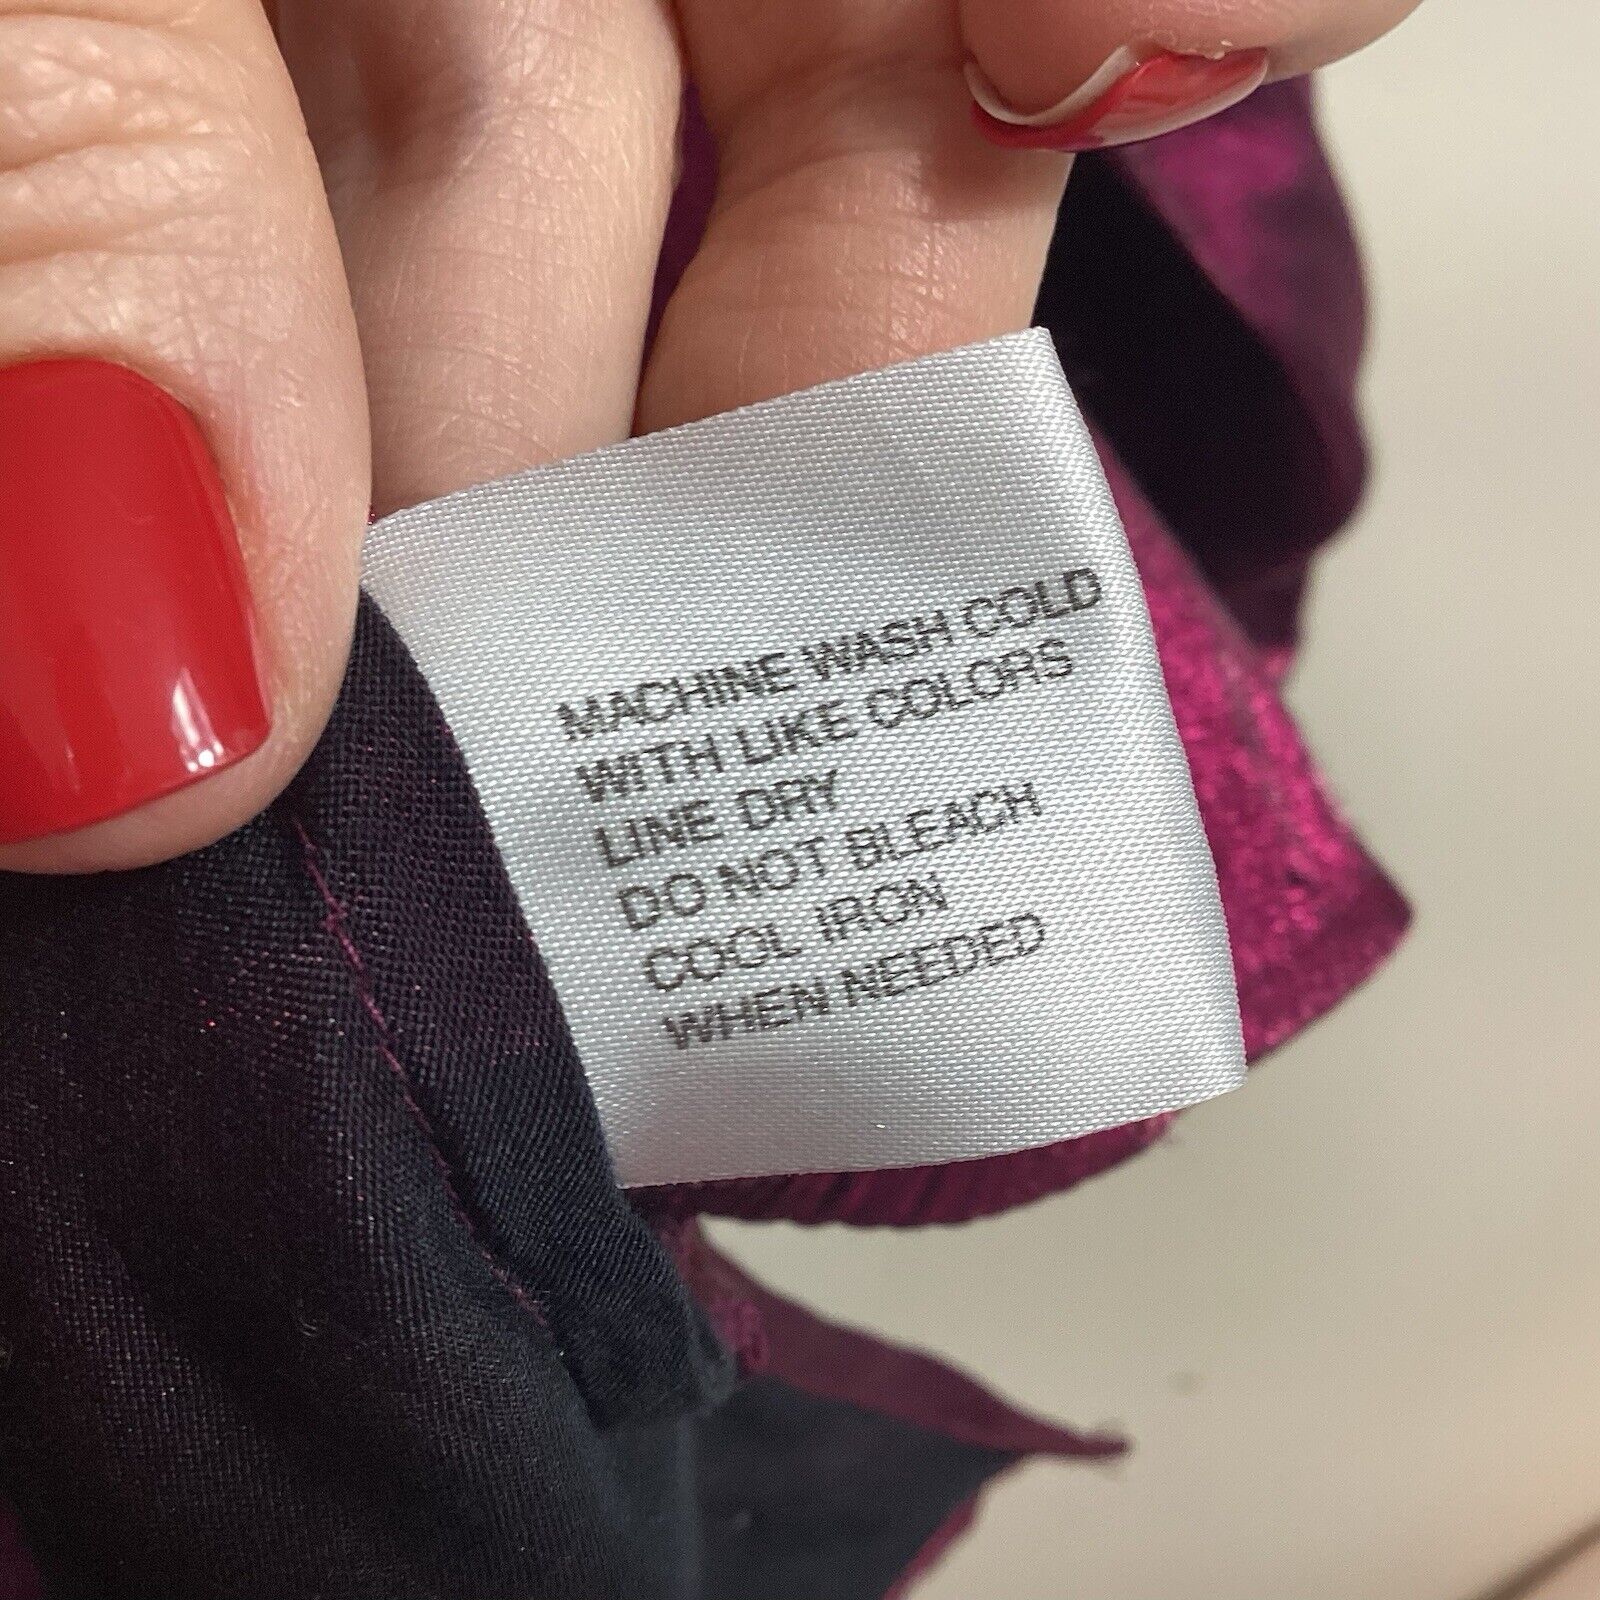 MACHINE WASH COLD
WITH LIKE COLORS
LINE DRY
DO NOT BLEACH
COOL IRON
WHEN NEEDED